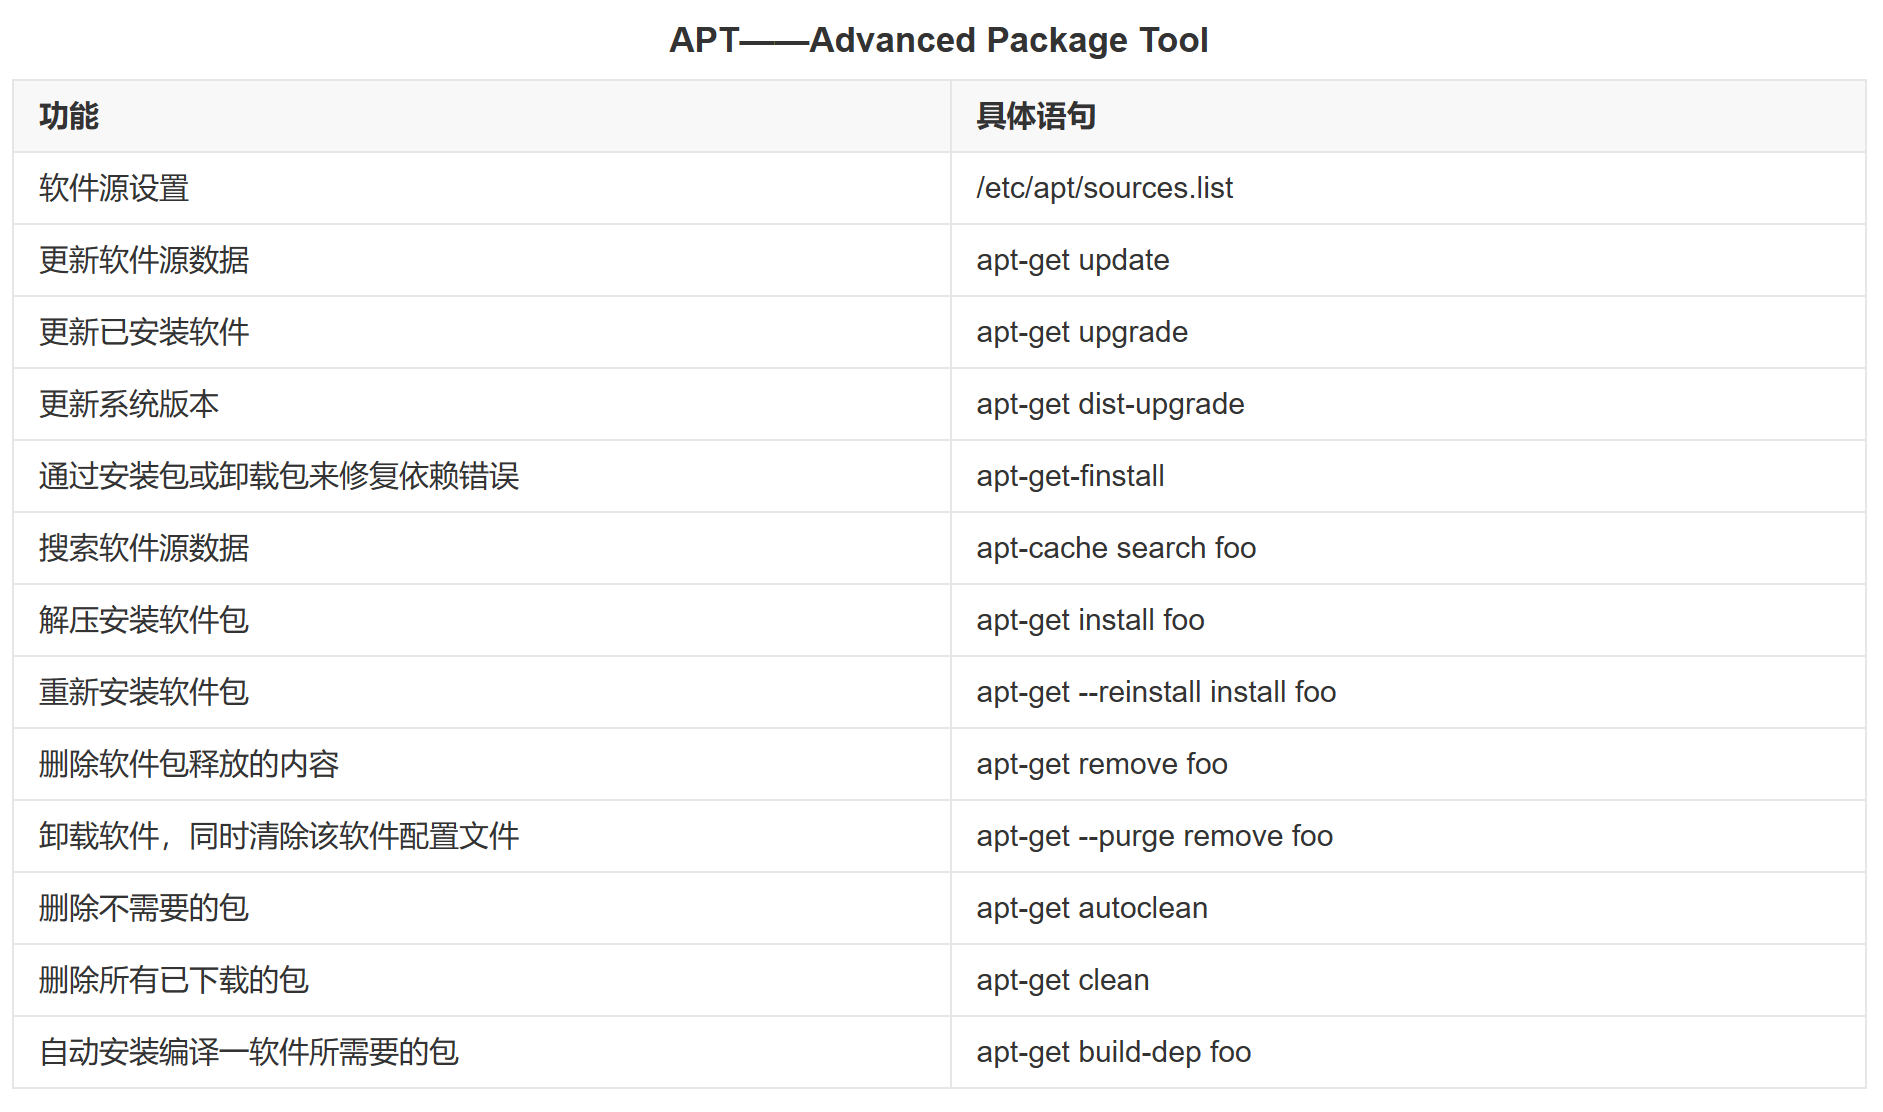 APT——Advanced Package Tool
功能 具体语句
软件源设置 /etc/apt/sources.list
更新软件源数据 apt-get update
更新已安装软件 apt-get upgrade
更新系统版本 apt-get dist-upgrade
通过安装包或卸载包来修复依赖错误 apt-get-finstall
搜索软件源数据 apt-cache search foo
解压安装软件包 apt-get install foo
重新安装软件包 apt-get --reinstall install foo
删除软件包释放的内容 apt-get remove foo
卸载软件，同时清除该软件配置文件 apt-get --purge remove foo
删除不需要的包 apt-get autoclean
删除所有已下载的包 apt-get clean
自动安装编译一软件所需要的包 apt-get build-dep foo